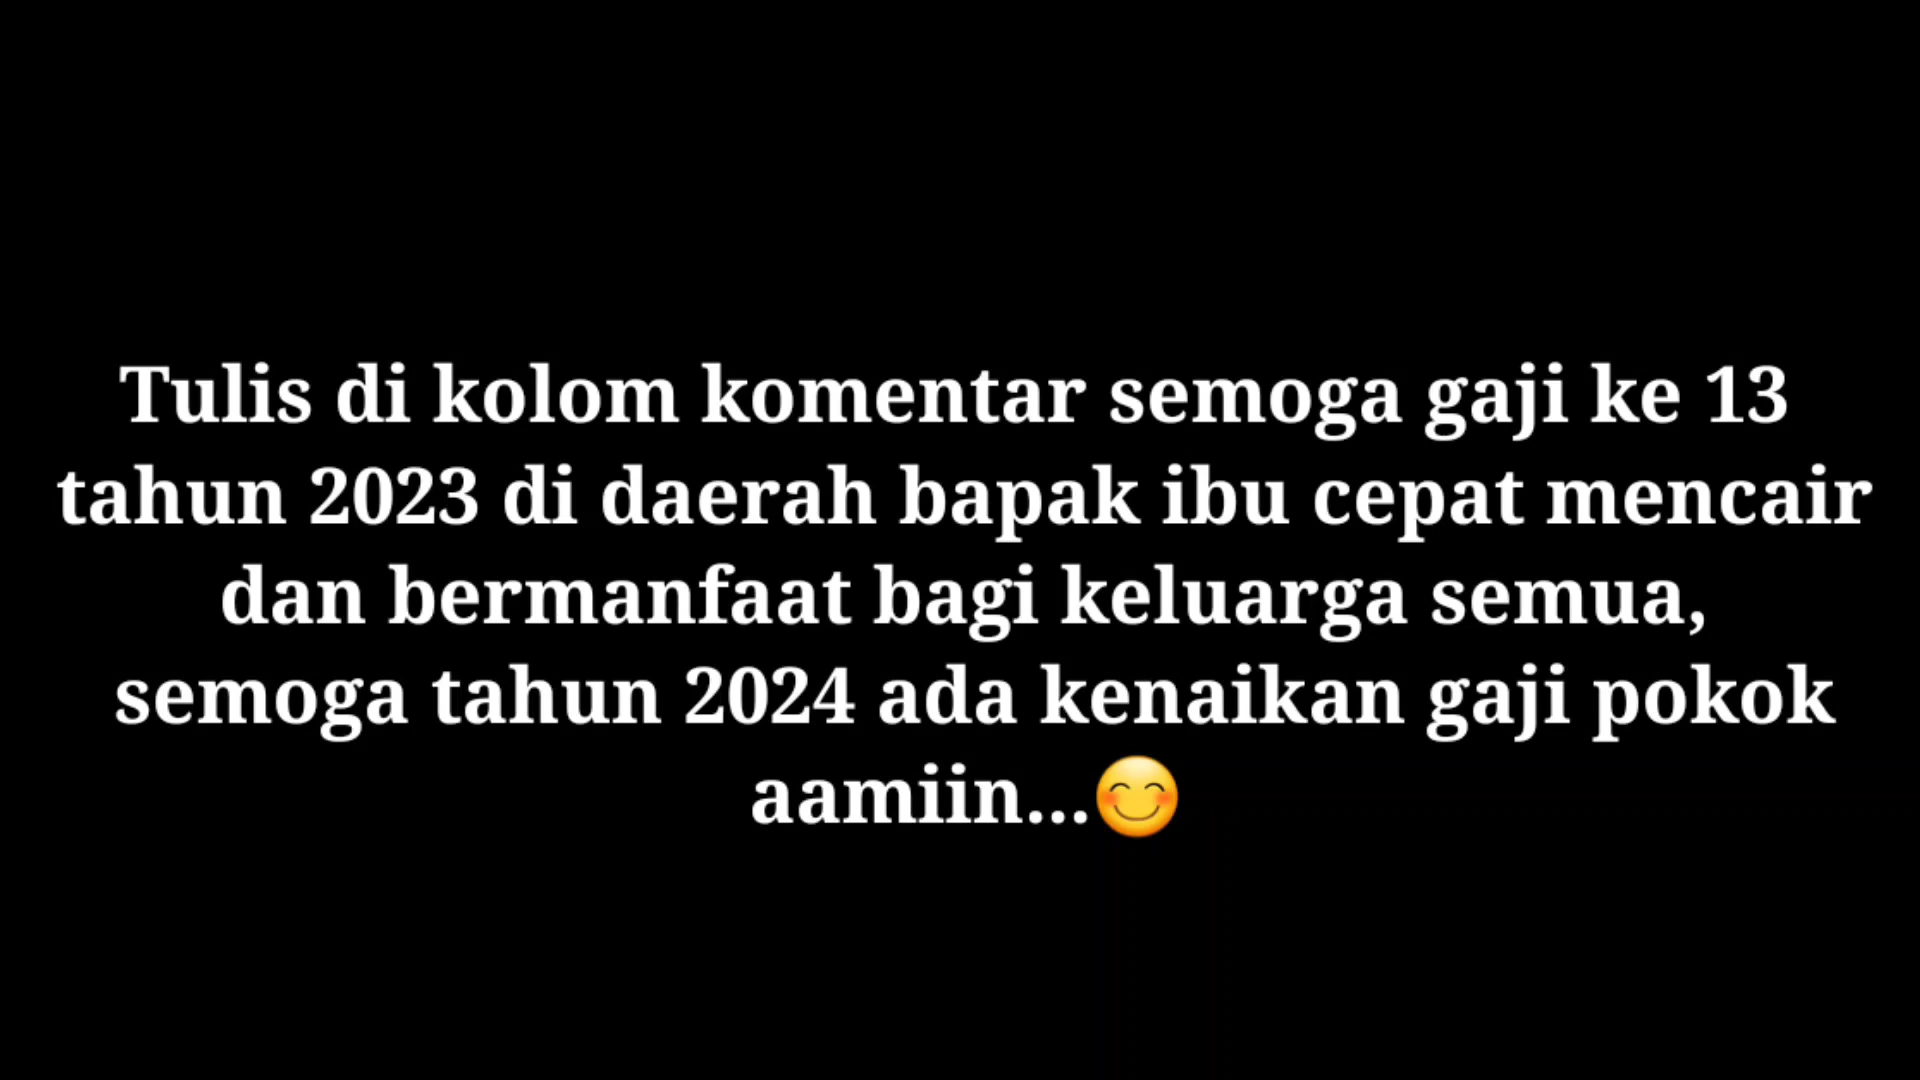 Tulis di kolom komentar semoga gaji ke 13
tahun 2023 di daerah bapak ibu cepat mencair
dan bermanfaat bagi keluarga semua,
semoga tahun 2024 ada kenaikan gaji pokok
aamiin...😊